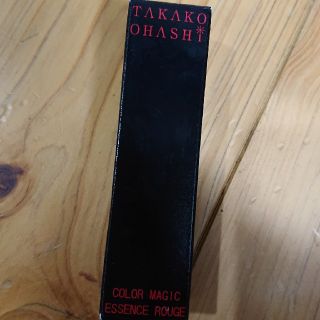 TAKAKO
OHASHi
COLOR MAGIC
ESSENCE ROUGE